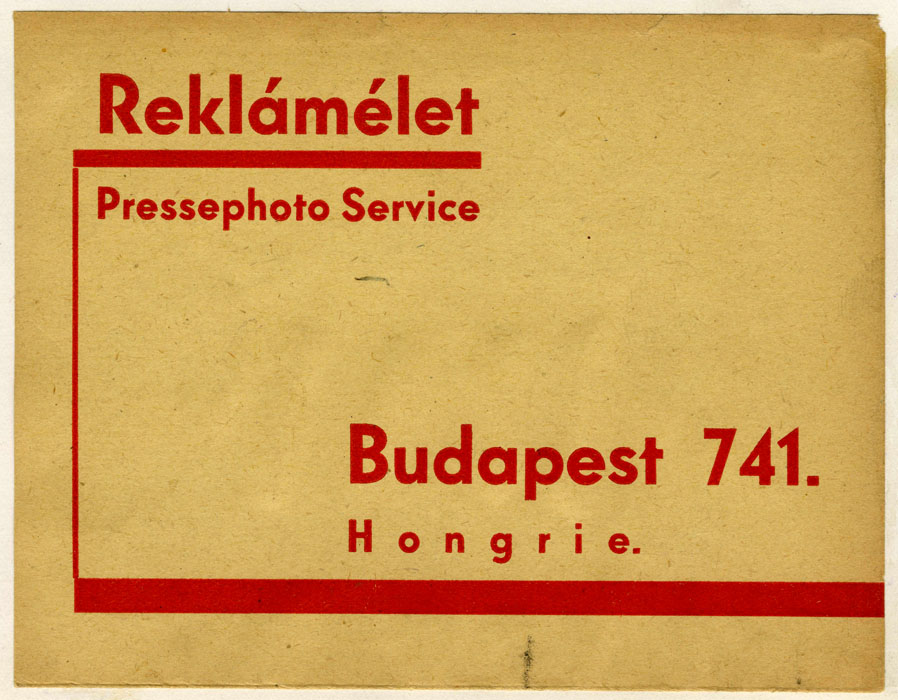 Reklámélet
Pressephoto Service
Budapest 741.
Hongrie.